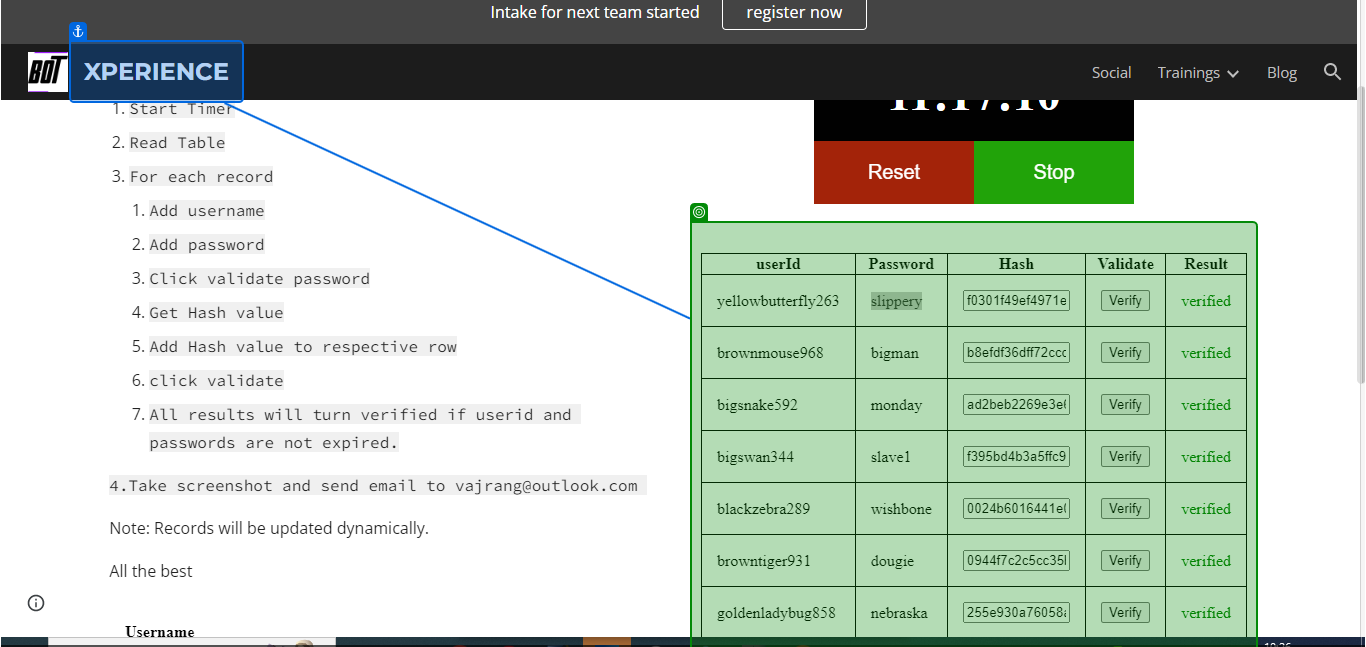 Intake for next team started register now
BOT XPERIENCE Social Trainings Blog
1. Start Timer
2. Read Table
3. For each record
1. Add username
2. Add password
3. Click validate password
4. Get Hash value
5. Add Hash value to respective row
6. click validate
7. All results will turn verified if userid and
passwords are not expired.
4.Take screenshot and send email to vajrang@outlook.com
Note: Records will be updated dynamically.
All the best
Username
Reset Stop
userId Password Hash Validate Result
yellowbutterfly263 slippery f0301f49ef4971e Verify verified
brownmouse968 bigman b8efdf36dff72ccc Verify verified
bigsnake592 monday ad2beb2269e3e Verify verified
bigswan344 slave1 f395bd4b3a5ffc9 Verify verified
blackzebra289 wishbone 0024b6016441e Verify verified
browntiger931 dougie 0944f7c2c5cc35 Verify verified
goldenladybug858 nebraska 255e930a76058 Verify verified